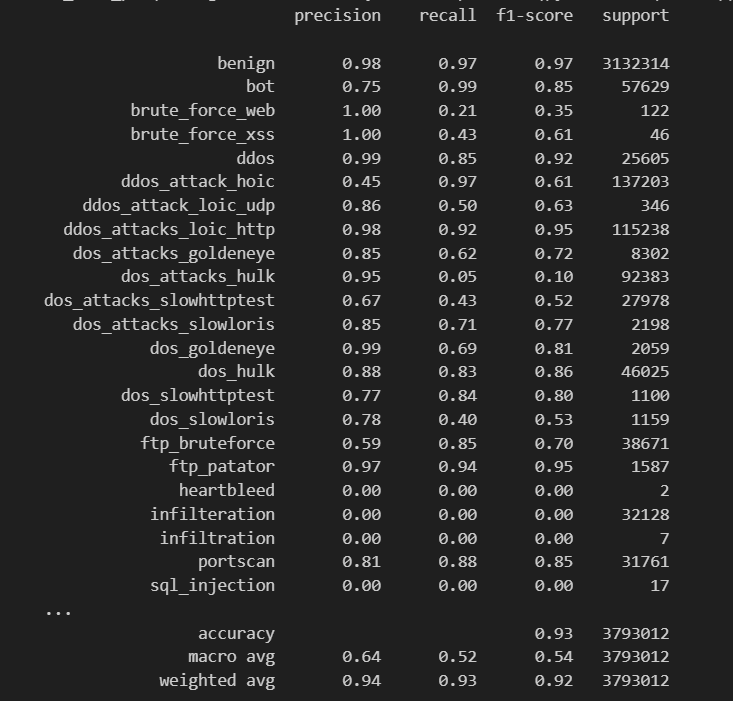 precision recall f1-score support
benign 0.98 0.97 0.97 3132314
bot 0.75 0.99 0.85 57629
brute_force_web 1.00 0.21 0.35 122
brute_force_xss 1.00 0.43 0.61 46
ddos 0.99 0.85 0.92 25605
ddos_attack_hoic 0.45 0.97 0.61 137203
ddos_attack_loic_udp 0.86 0.50 0.63 346
ddos_attacks_loic_http 0.98 0.92 0.95 115238
dos_attacks_goldeneye 0.85 0.62 0.72 8302
dos_attacks_hulk 0.95 0.05 0.10 92383
dos_attacks_slowhttptest 0.67 0.43 0.52 27978
dos_attacks_slowloris 0.85 0.71 0.77 2198
dos_goldeneye 0.99 0.69 0.81 2059
dos_hulk 0.88 0.83 0.86 46025
dos_slowhttptest 0.77 0.84 0.80 1100
dos_slowloris 0.78 0.40 0.53 1159
ftp_bruteforce 0.59 0.85 0.70 38671
ftp_patator 0.97 0.94 0.95 1587
heartbleed 0.00 0.00 0.00 2
infilteration 0.00 0.00 0.00 32128
infiltration 0.00 0.00 0.00 7
portscan 0.81 0.88 0.85 31761
sql_injection 0.00 0.00 0.00 17
...
accuracy 0.93 3793012
macro avg 0.64 0.52 0.54 3793012
weighted avg 0.94 0.93 0.92 3793012